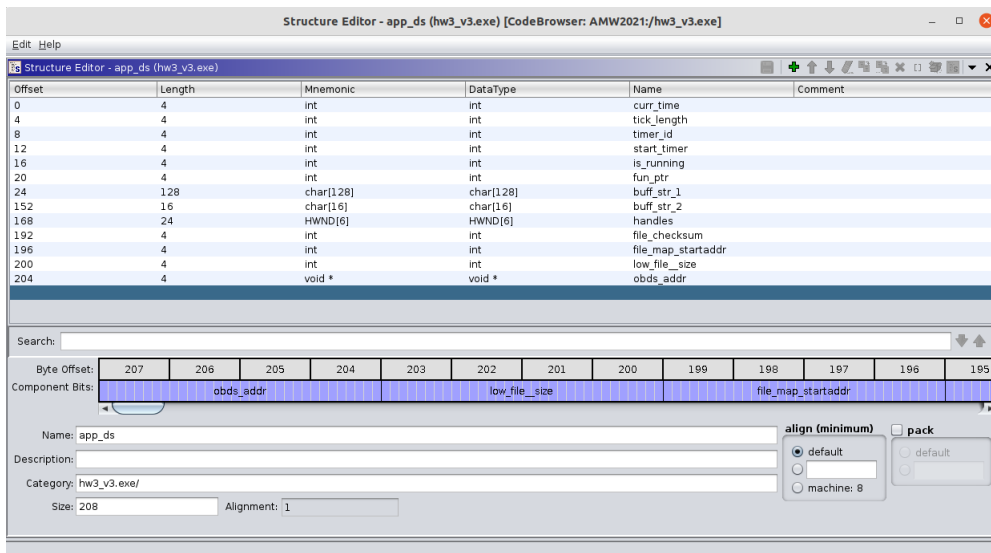 Structure Editor - app_ds (hw3_v3.exe) [CodeBrowser: AMW2021:/hw3_v3.exe]
Edit Help
Structure Editor - app_ds (hw3_v3.exe)
Offset Length Mnemonic DataType Name Comment
0 4 int int curr_time
4 4 int int tick_length
8 4 int int timer_id
12 4 int int start_timer
16 4 int int is_running
20 4 int int fun_ptr
24 128 char[128] char[128] buff_str_1
152 16 char[16] char[16] buff_str_2
168 24 HWND[6] HWND[6] handles
192 4 int int file_checksum
196 4 int int file_map_startaddr
200 4 int int low_file__size
204 4 void * void * obds_addr
Search:
Byte Offset: 207 206 205 204 203 202 201 200 199 198 197 196 195
Component Bits: obds_addr low_file__size file_map_startaddr
Name: app_ds
Description:
Category: hw3_v3.exe/
Size: 208 Alignment: 1
align (minimum)
default
machine: 8
pack
default